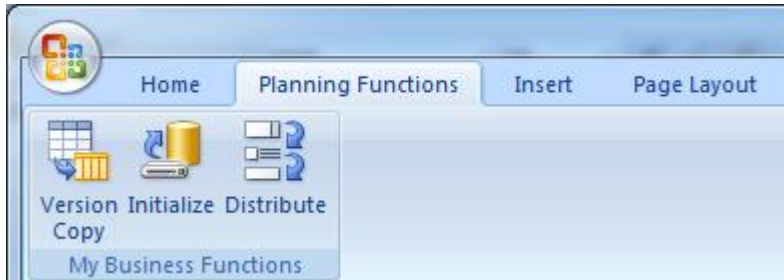 Home Planning Functions Insert Page Layout
Version Initialize Distribute
Copy
My Business Functions